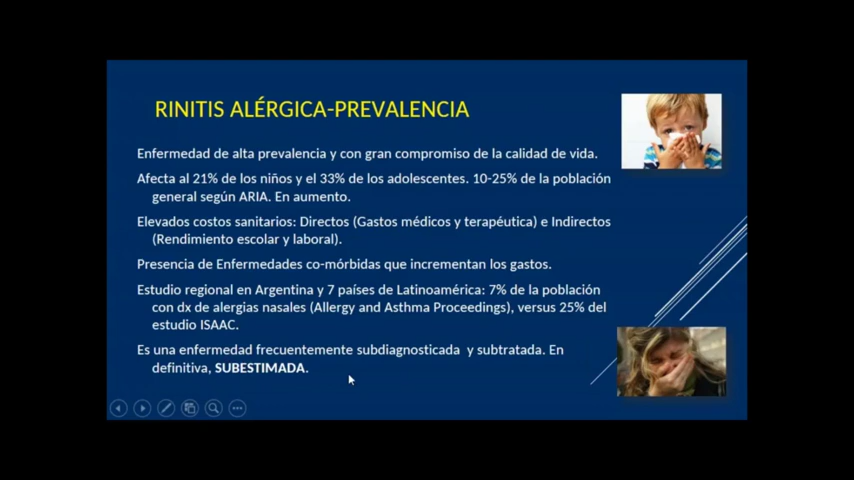 RINITIS ALÉRGICA-PREVALENCIA
Enfermedad de alta prevalencia y con gran compromiso de la calidad de vida.
Afecta al 21% de los niños y el 33% de los adolescentes. 10-25% de la población
general según ARIA. En aumento.
Elevados costos sanitarios: Directos (Gastos médicos y terapéutica) e Indirectos
(Rendimiento escolar y laboral).
Presencia de Enfermedades co-mórbidas que incrementan los gastos.
Estudio regional en Argentina y 7 países de Latinoamérica: 7% de la población
con dx de alergias nasales (Allergy and Asthma Proceedings), versus 25% del
estudio ISAAC.
Es una enfermedad frecuentemente subdiagnosticada y subtratada. En
definitiva, SUBESTIMADA.